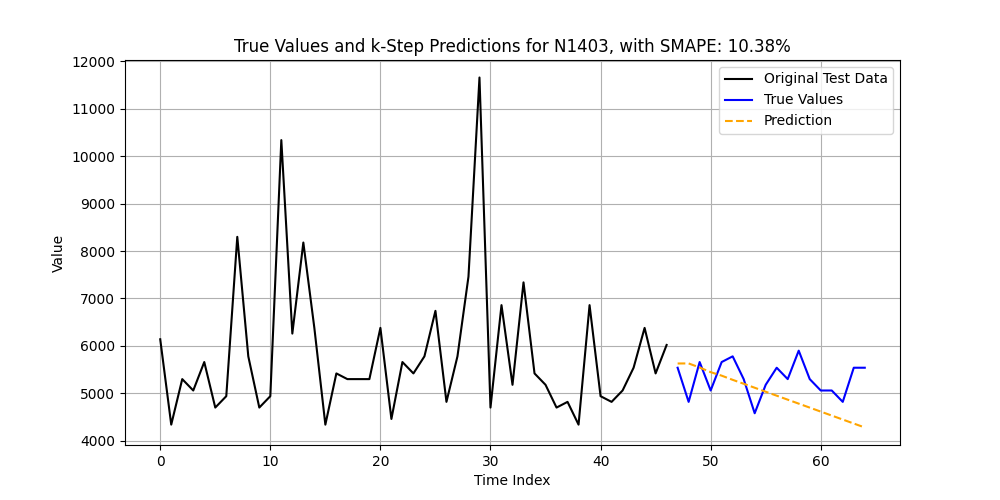 True Values and k-Step Predictions for N1403, with SMAPE: 10.38%
Original Test Data
True Values
Prediction
Value
12000
11000
10000
9000
8000
7000
6000
5000
4000
0 10 20 30 40 50 60
Time Index